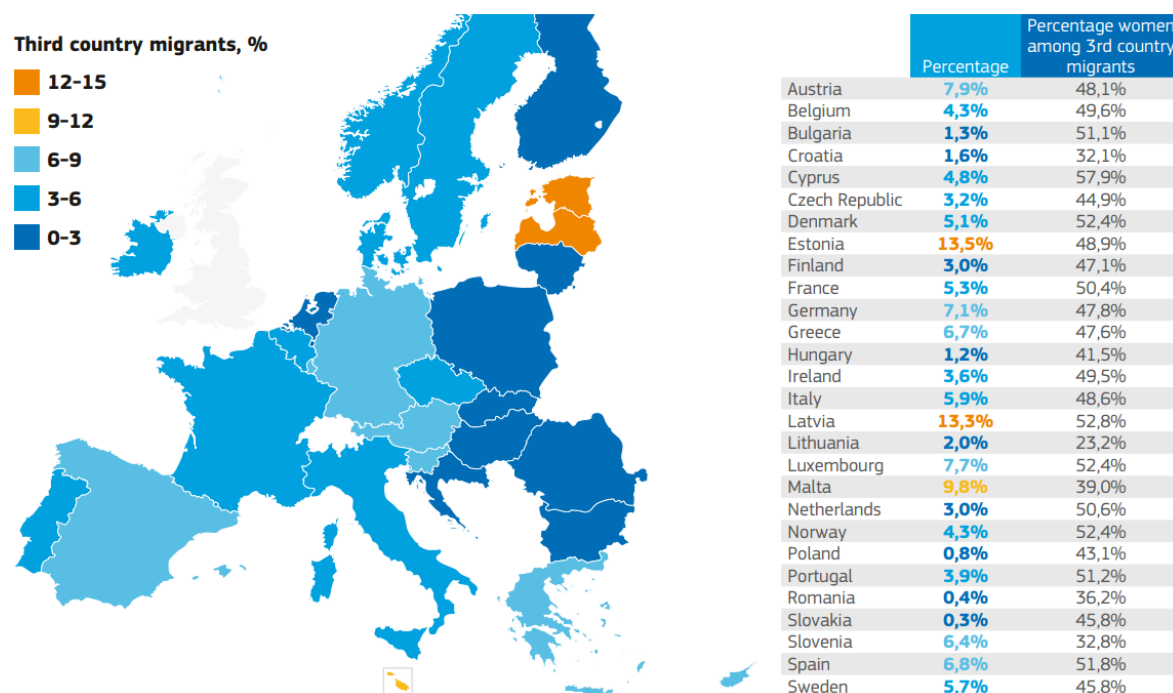 Third country migrants, %
12–15
9–12
6–9
3–6
0–3
Percentage
Percentage women
among 3rd country
migrants
Austria 7,9% 48,1%
Belgium 4,3% 49,6%
Bulgaria 1,3% 51,1%
Croatia 1,6% 32,1%
Cyprus 4,8% 57,9%
Czech Republic 3,2% 44,9%
Denmark 5,1% 52,4%
Estonia 13,5% 48,9%
Finland 3,0% 47,1%
France 5,3% 50,4%
Germany 7,1% 47,8%
Greece 6,7% 47,6%
Hungary 1,2% 41,5%
Ireland 3,6% 49,5%
Italy 5,9% 48,6%
Latvia 13,3% 52,8%
Lithuania 2,0% 23,2%
Luxembourg 7,7% 52,4%
Malta 9,8% 39,0%
Netherlands 3,0% 50,6%
Norway 4,3% 52,4%
Poland 0,8% 43,1%
Portugal 3,9% 51,2%
Romania 0,4% 36,2%
Slovakia 0,3% 45,8%
Slovenia 6,4% 32,8%
Spain 6,8% 51,8%
Sweden 5,7% 45,8%